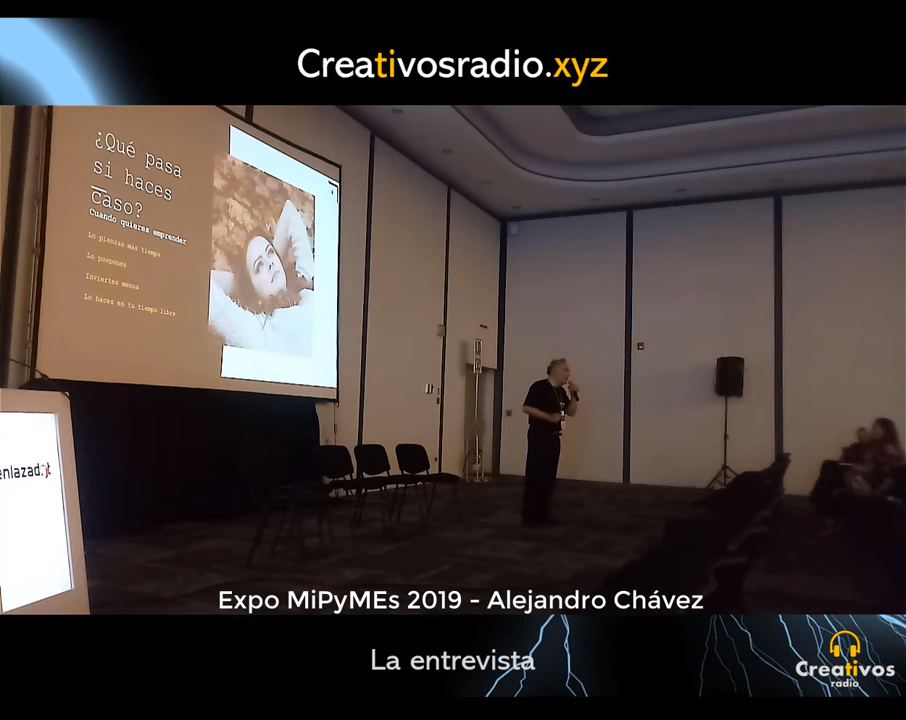 Creativosradio.xyz
¿Qué pasa
si haces
caso?
Cuando quieres emprender
Lo piensas más tiempo
Lo pospones
Inviertes menos
Lo haces en tu tiempo libre
enlazad
Expo MiPyMEs 2019 - Alejandro Chávez
La entrevista
Creativos
radio